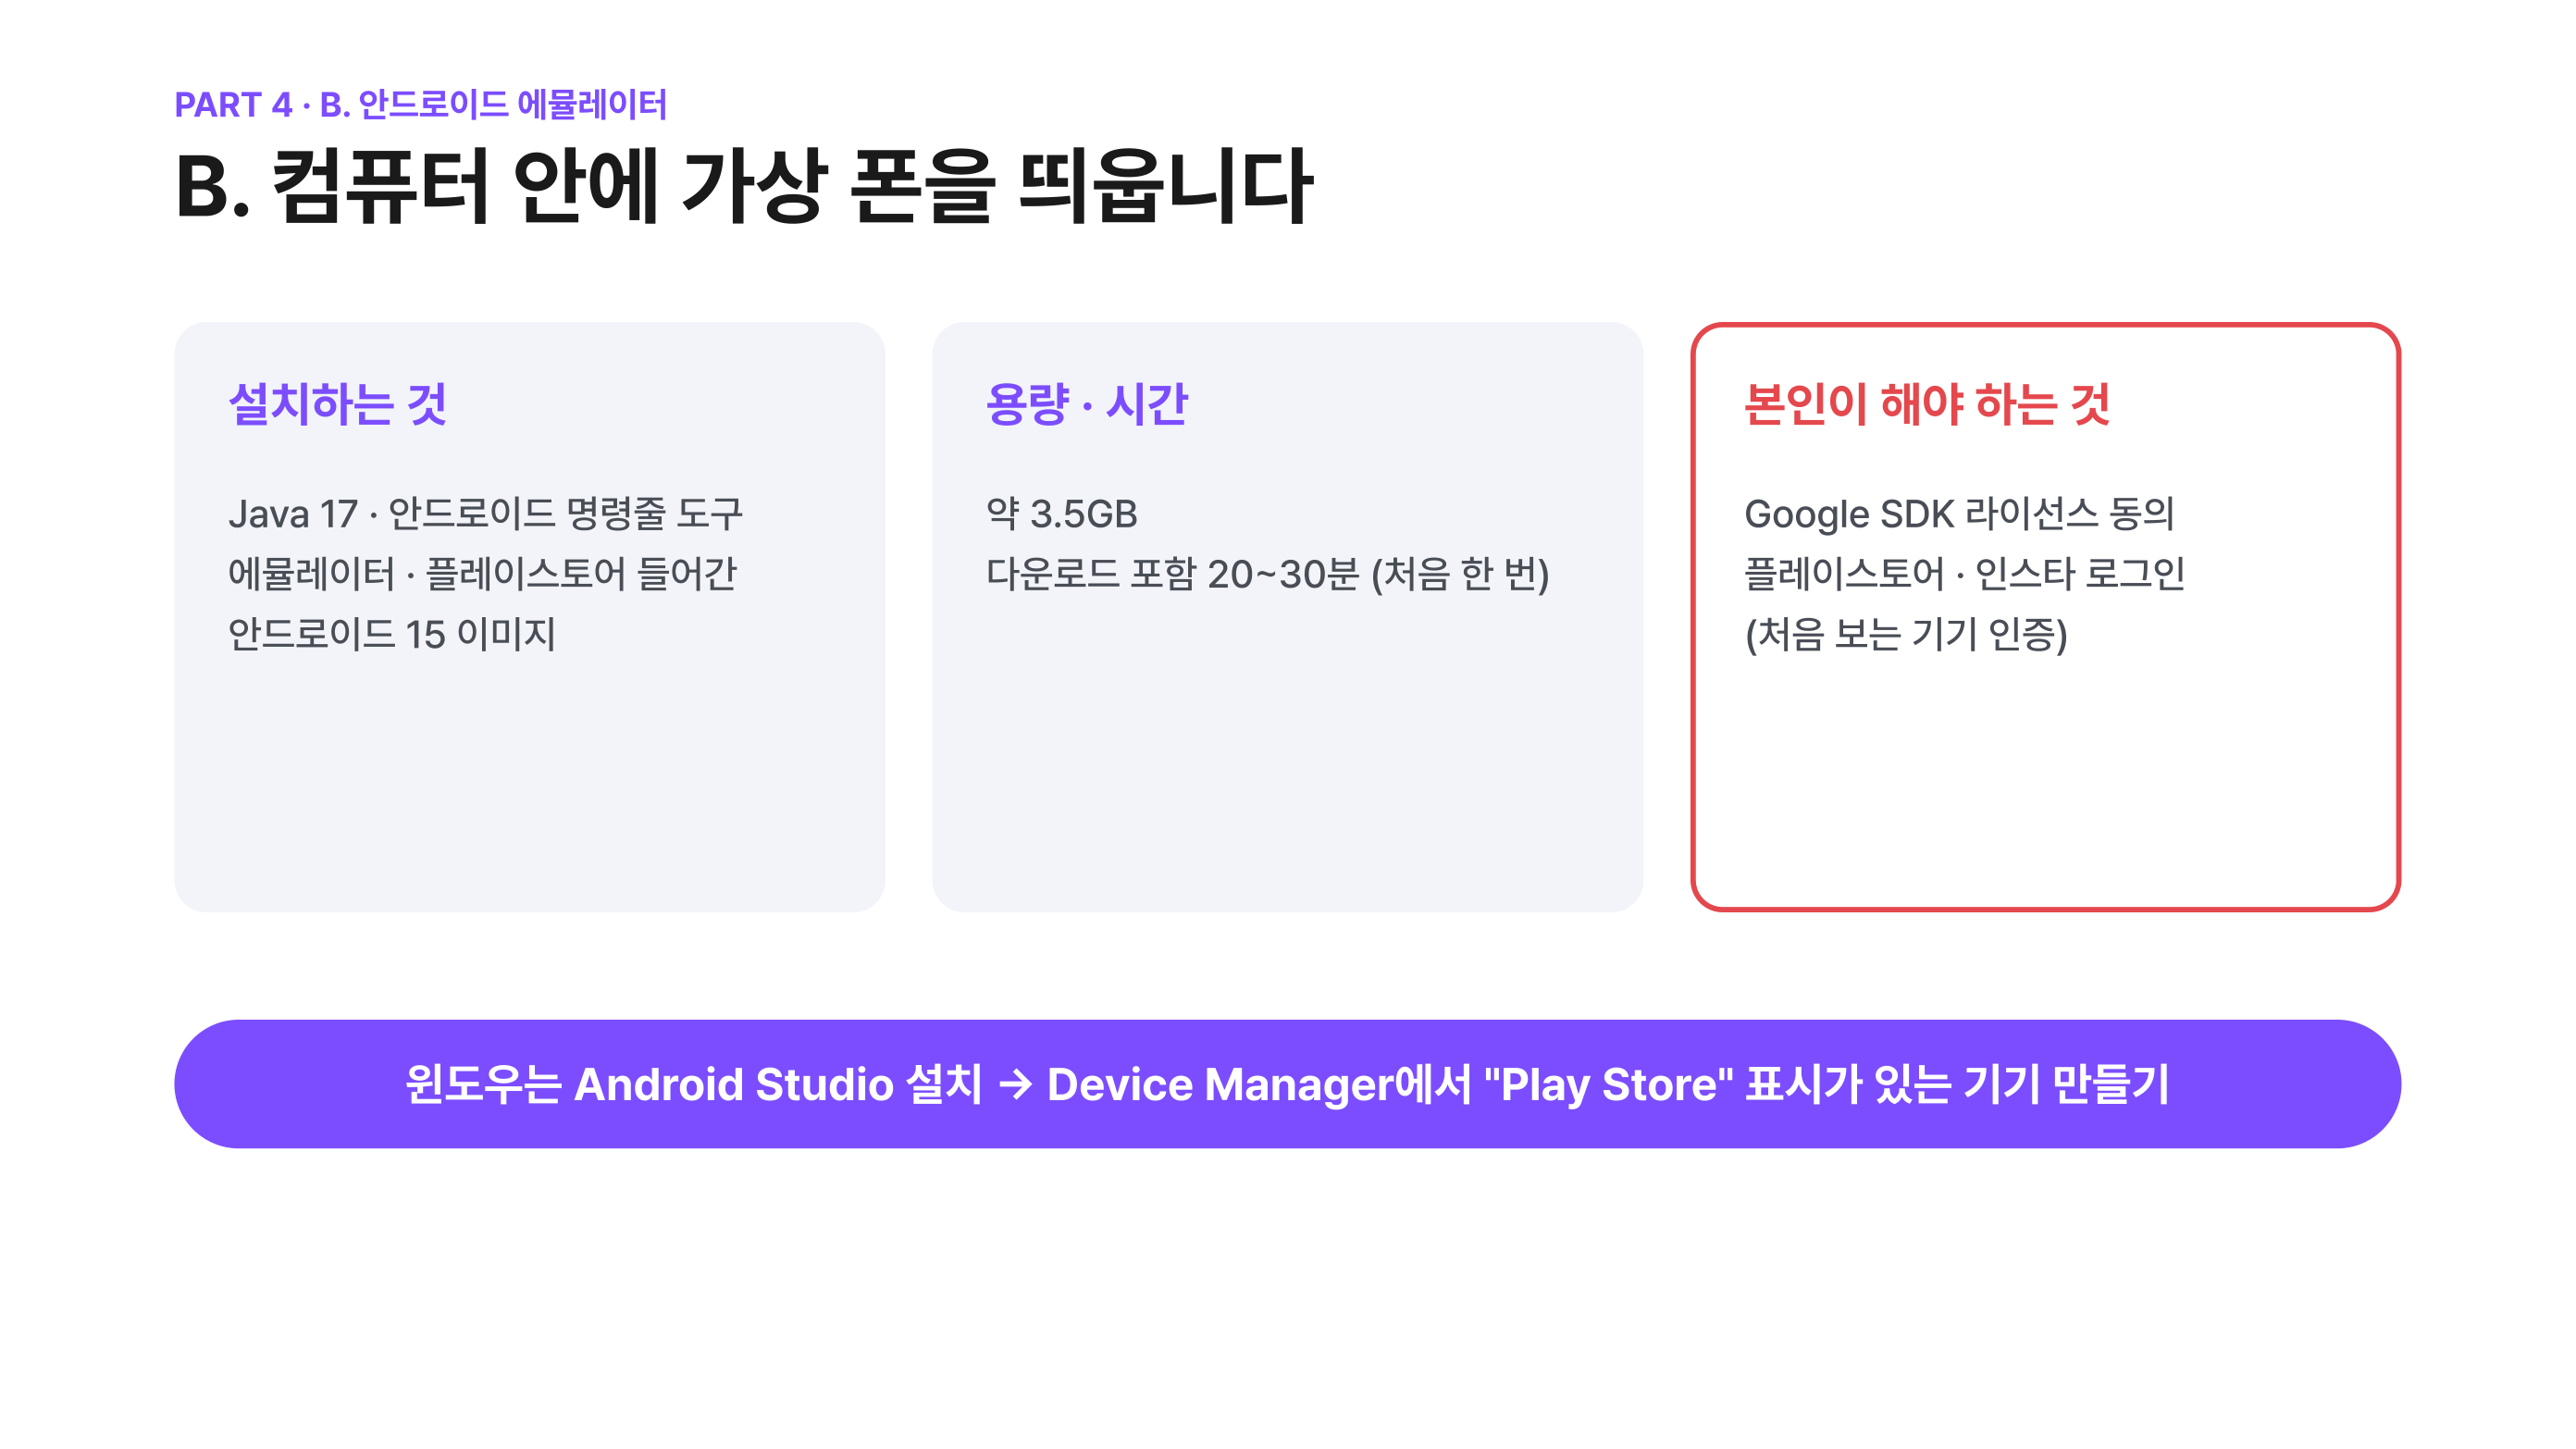 PART 4 · B. 안드로이드 에뮬레이터
B. 컴퓨터 안에 가상 폰을 띄웁니다
설치하는 것
Java 17 · 안드로이드 명령줄 도구
에뮬레이터 · 플레이스토어 들어간
안드로이드 15 이미지
용량 · 시간
약 3.5GB
다운로드 포함 20~30분 (처음 한 번)
본인이 해야 하는 것
Google SDK 라이선스 동의
플레이스토어 · 인스타 로그인
(처음 보는 기기 인증)
윈도우는 Android Studio 설치 → Device Manager에서 "Play Store" 표시가 있는 기기 만들기